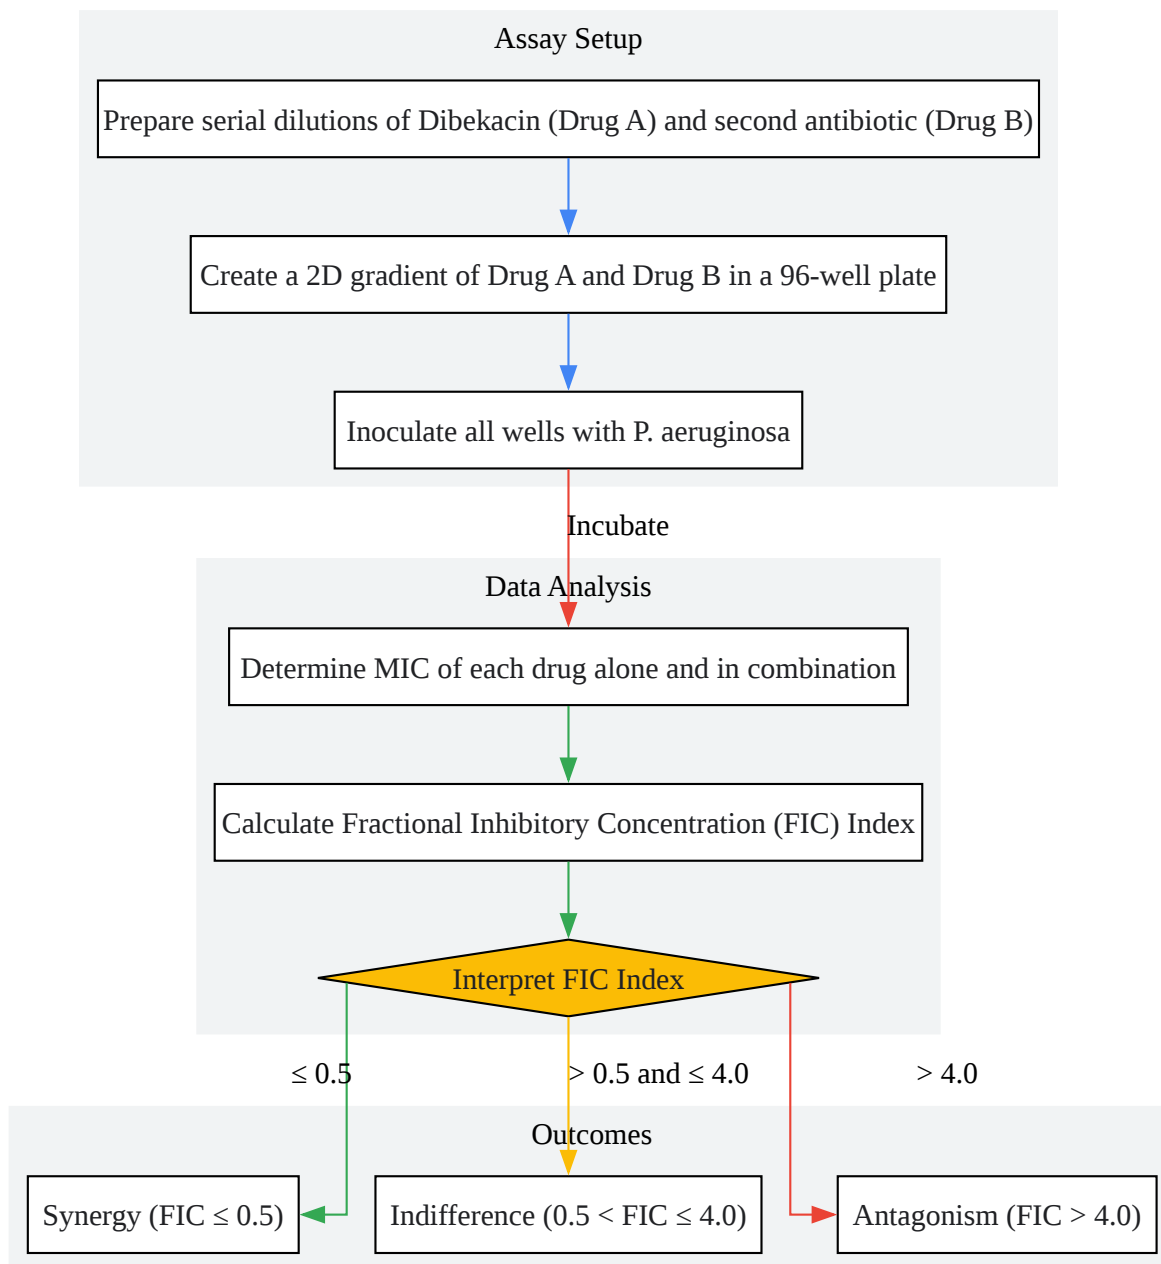 Assay Setup
Prepare serial dilutions of Dibekacin (Drug A) and second antibiotic (Drug B)
Create a 2D gradient of Drug A and Drug B in a 96-well plate
Inoculate all wells with P. aeruginosa
Incubate
Data Analysis
Determine MIC of each drug alone and in combination
Calculate Fractional Inhibitory Concentration (FIC) Index
Interpret FIC Index
≤ 0.5
> 0.5 and ≤ 4.0
> 4.0
Outcomes
Synergy (FIC ≤ 0.5)
Indifference (0.5 < FIC ≤ 4.0)
Antagonism (FIC > 4.0)